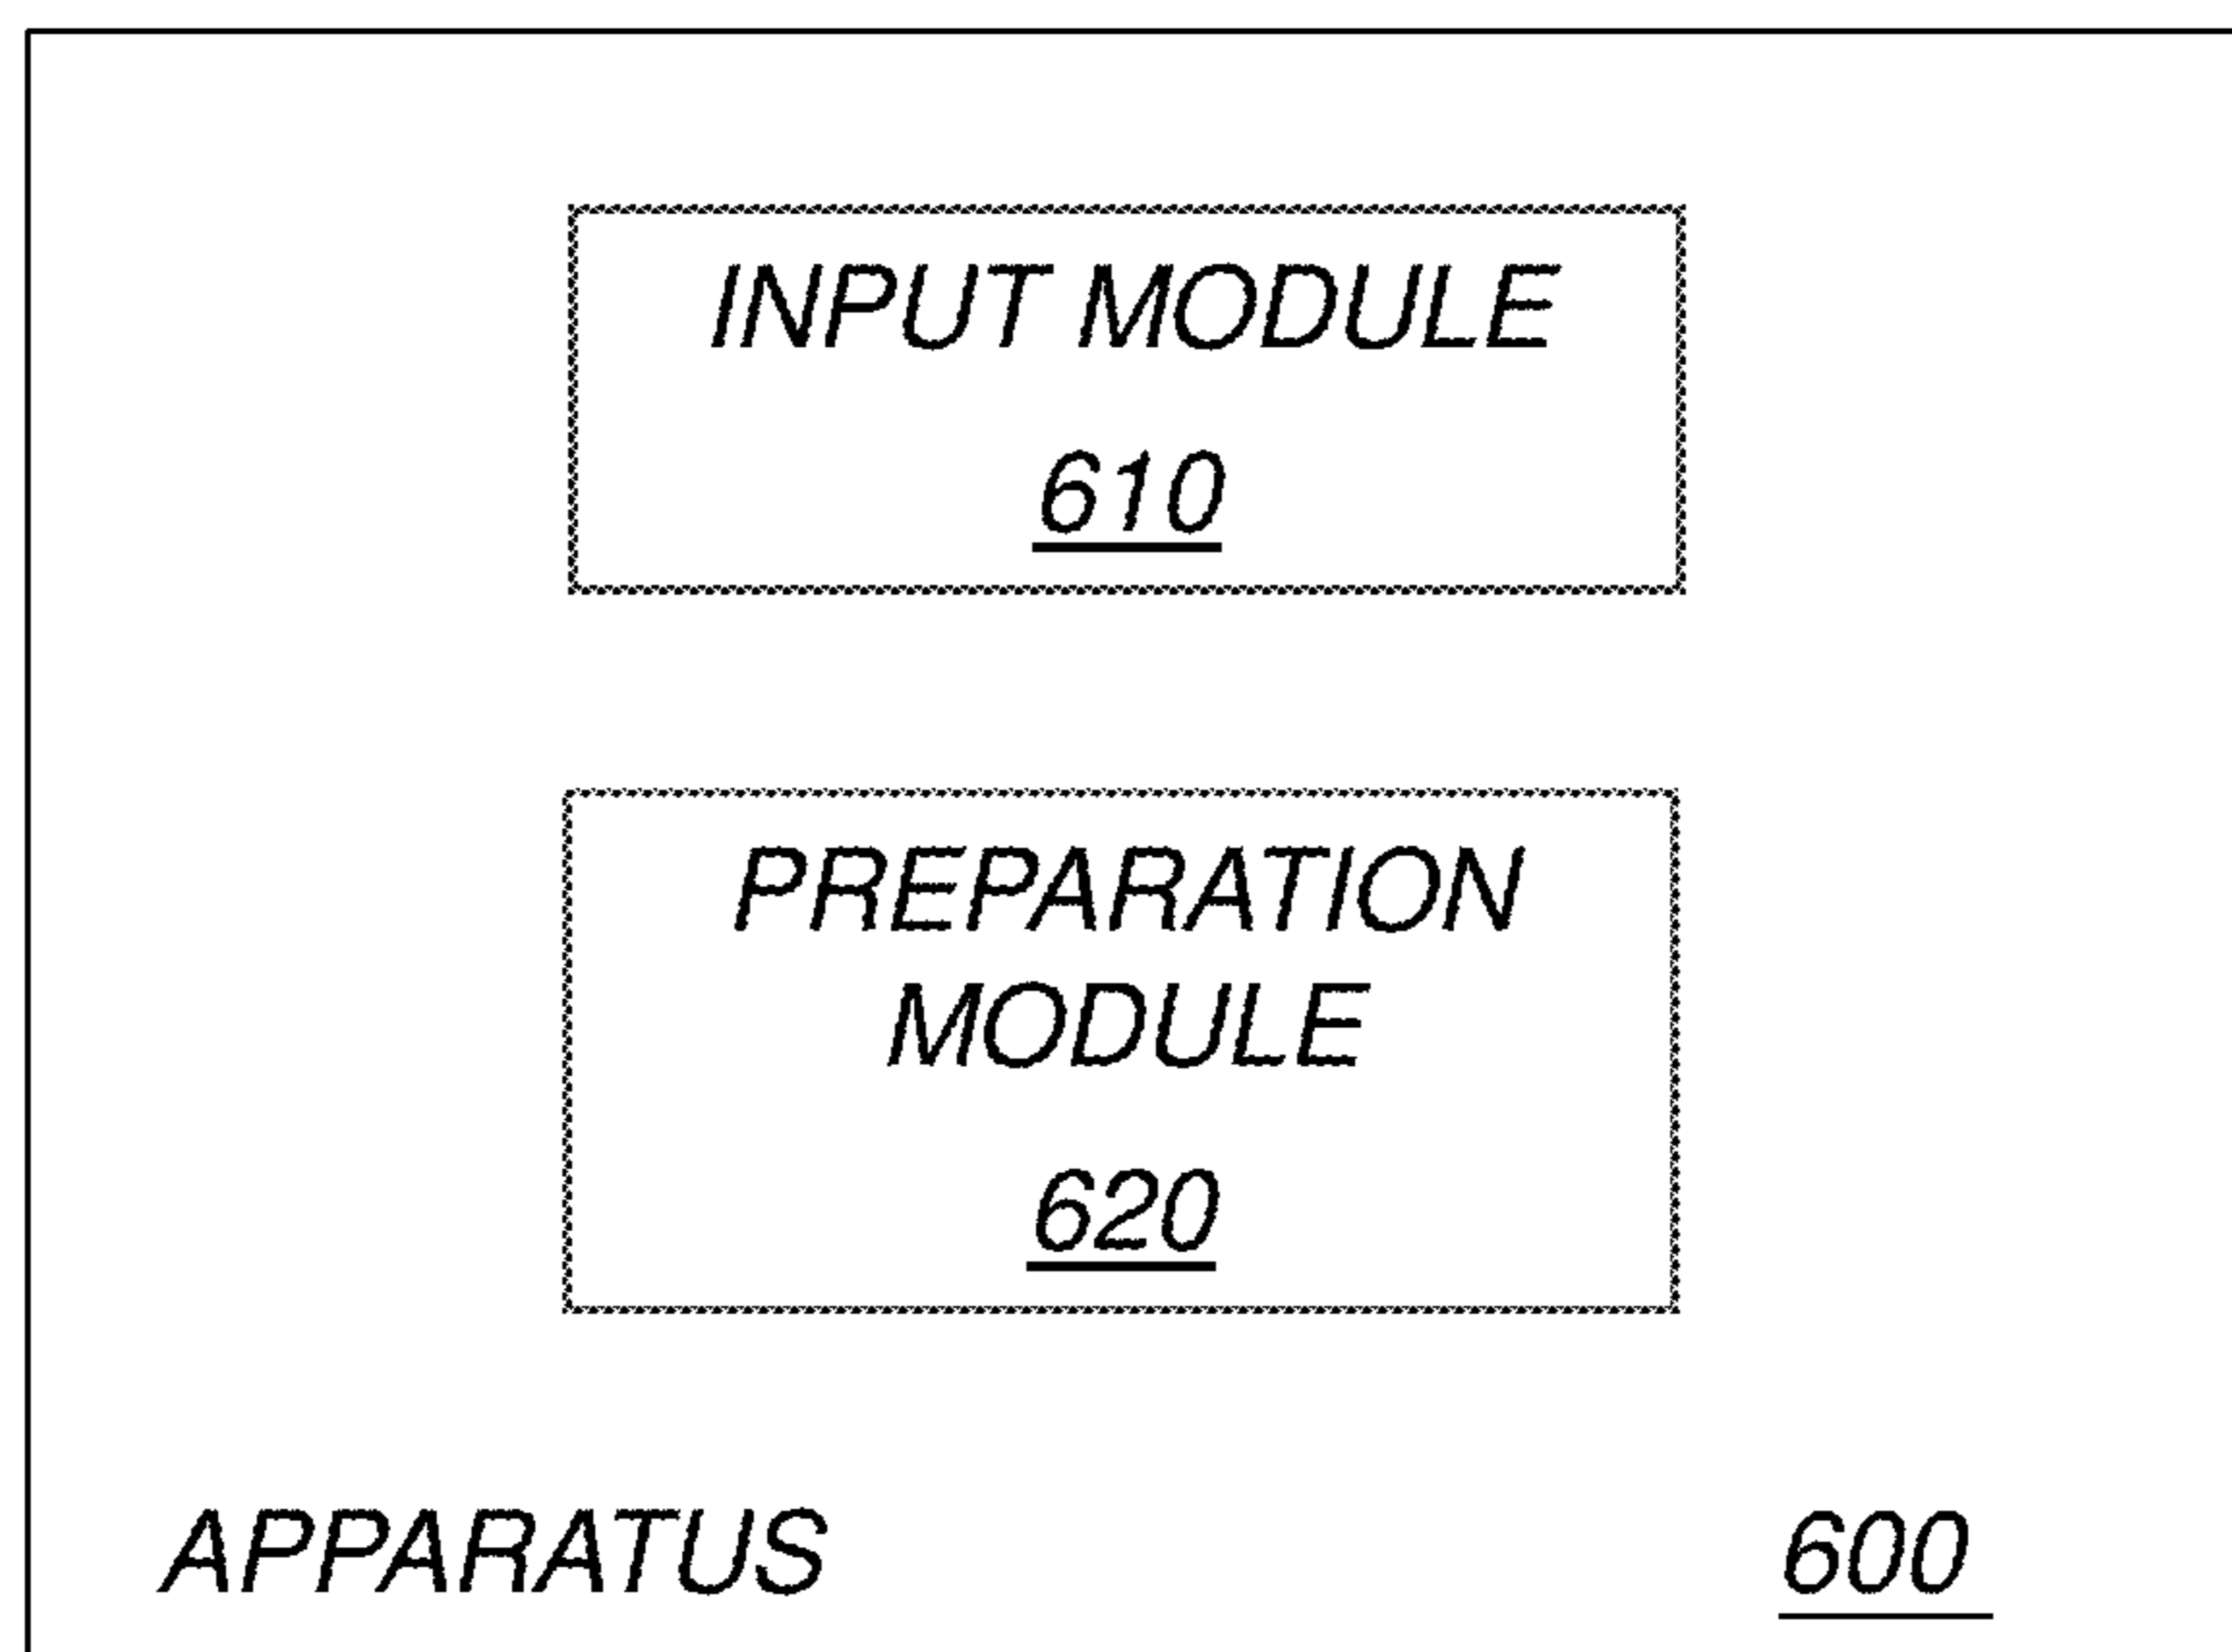 INPUT MODULE
610
PREPARATION
MODULE
620
APPARATUS 600